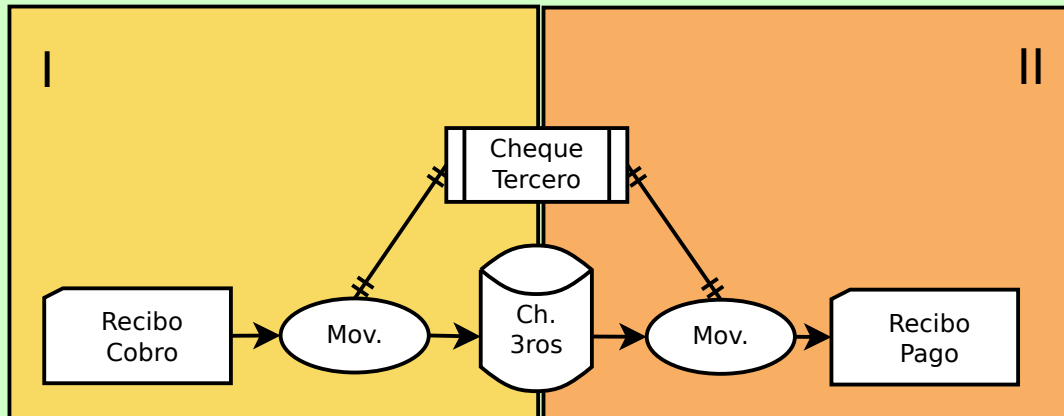 I
II
Cheque
Tercero
Recibo
Cobro
Mov.
Ch.
3ros
Mov.
Recibo
Pago